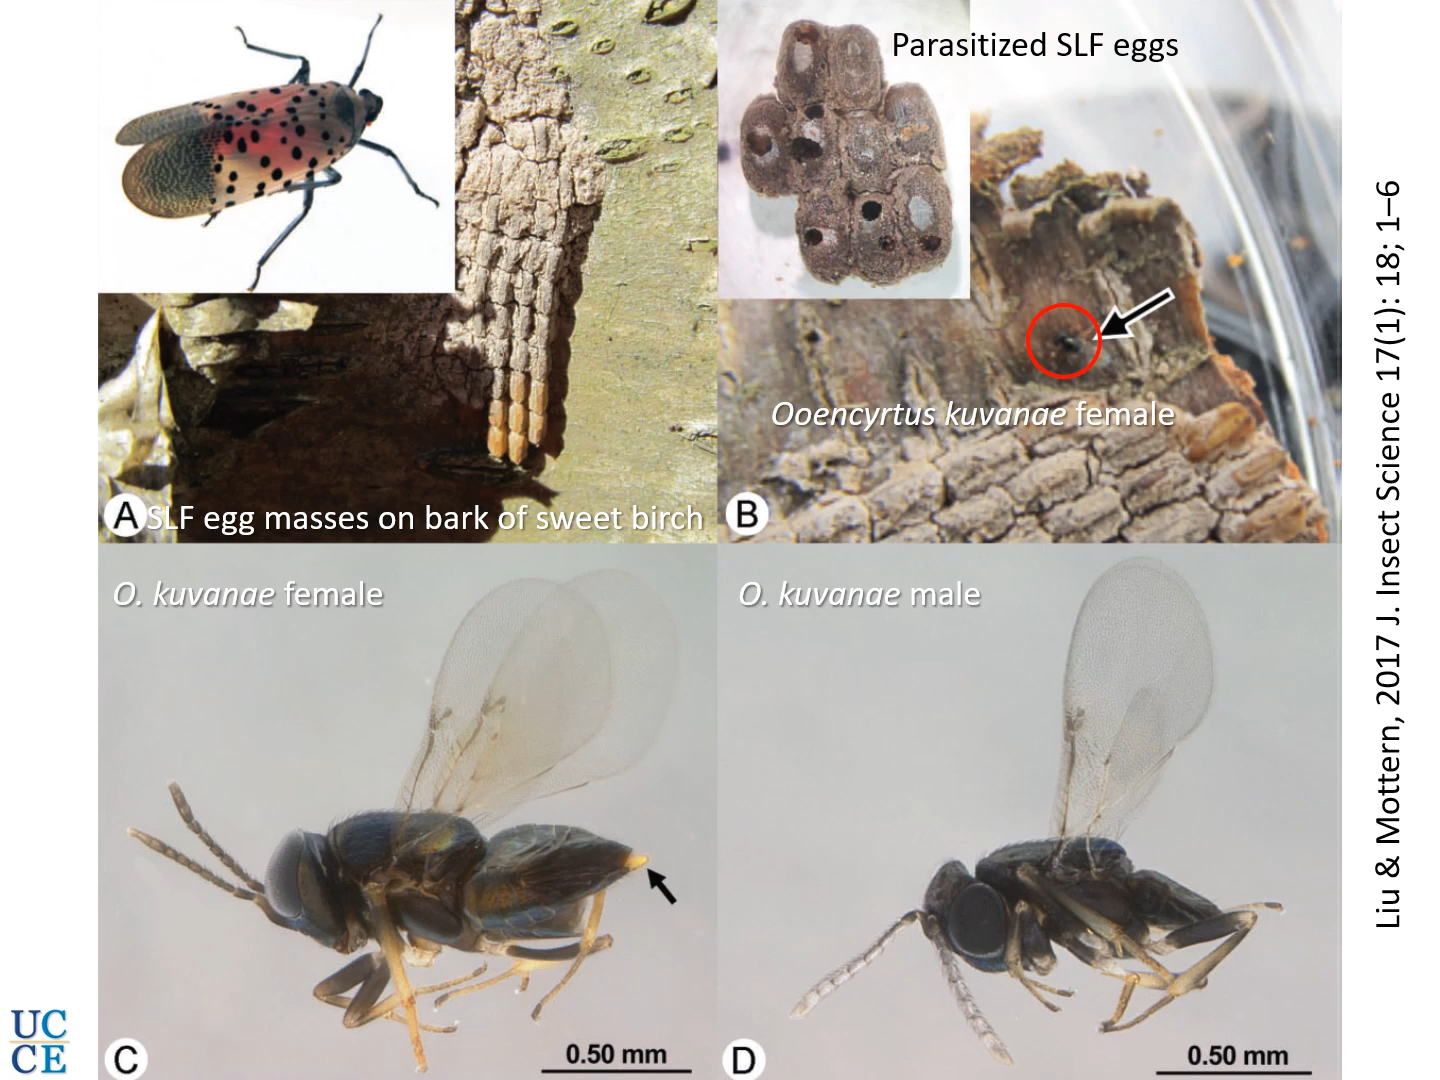 Parasitized SLF eggs
Ooencyrtus kuvanae female
A SLF egg masses on bark of sweet birch
B
O. kuvanae female
O. kuvanae male
C
0.50 mm
D
0.50 mm
Liu & Mottern, 2017 J. Insect Science 17(1): 18; 1–6
UC
CE